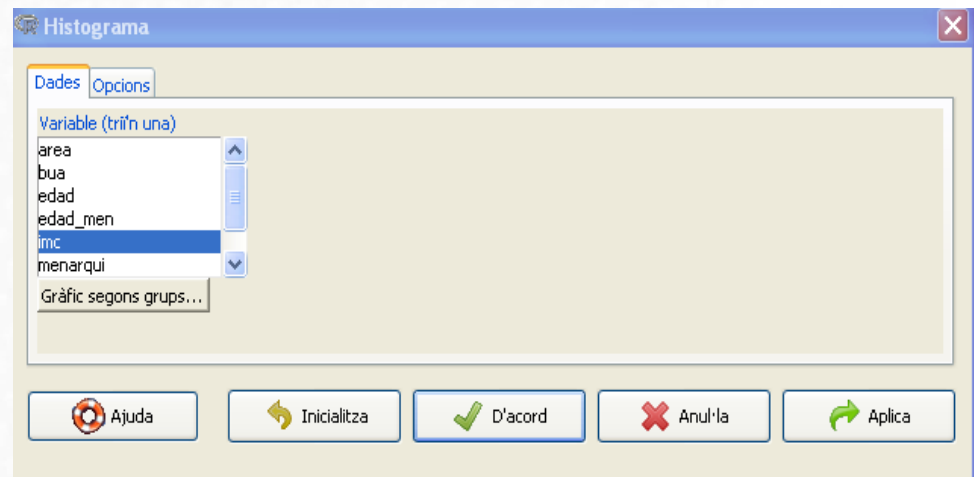 Histograma
Dades Opcions
Variable (trii'n una)
area
bua
edad
edad_men
imc
menarqui
Gràfic segons grups...
Ajuda Inicialitza D'acord Anul·la Aplica